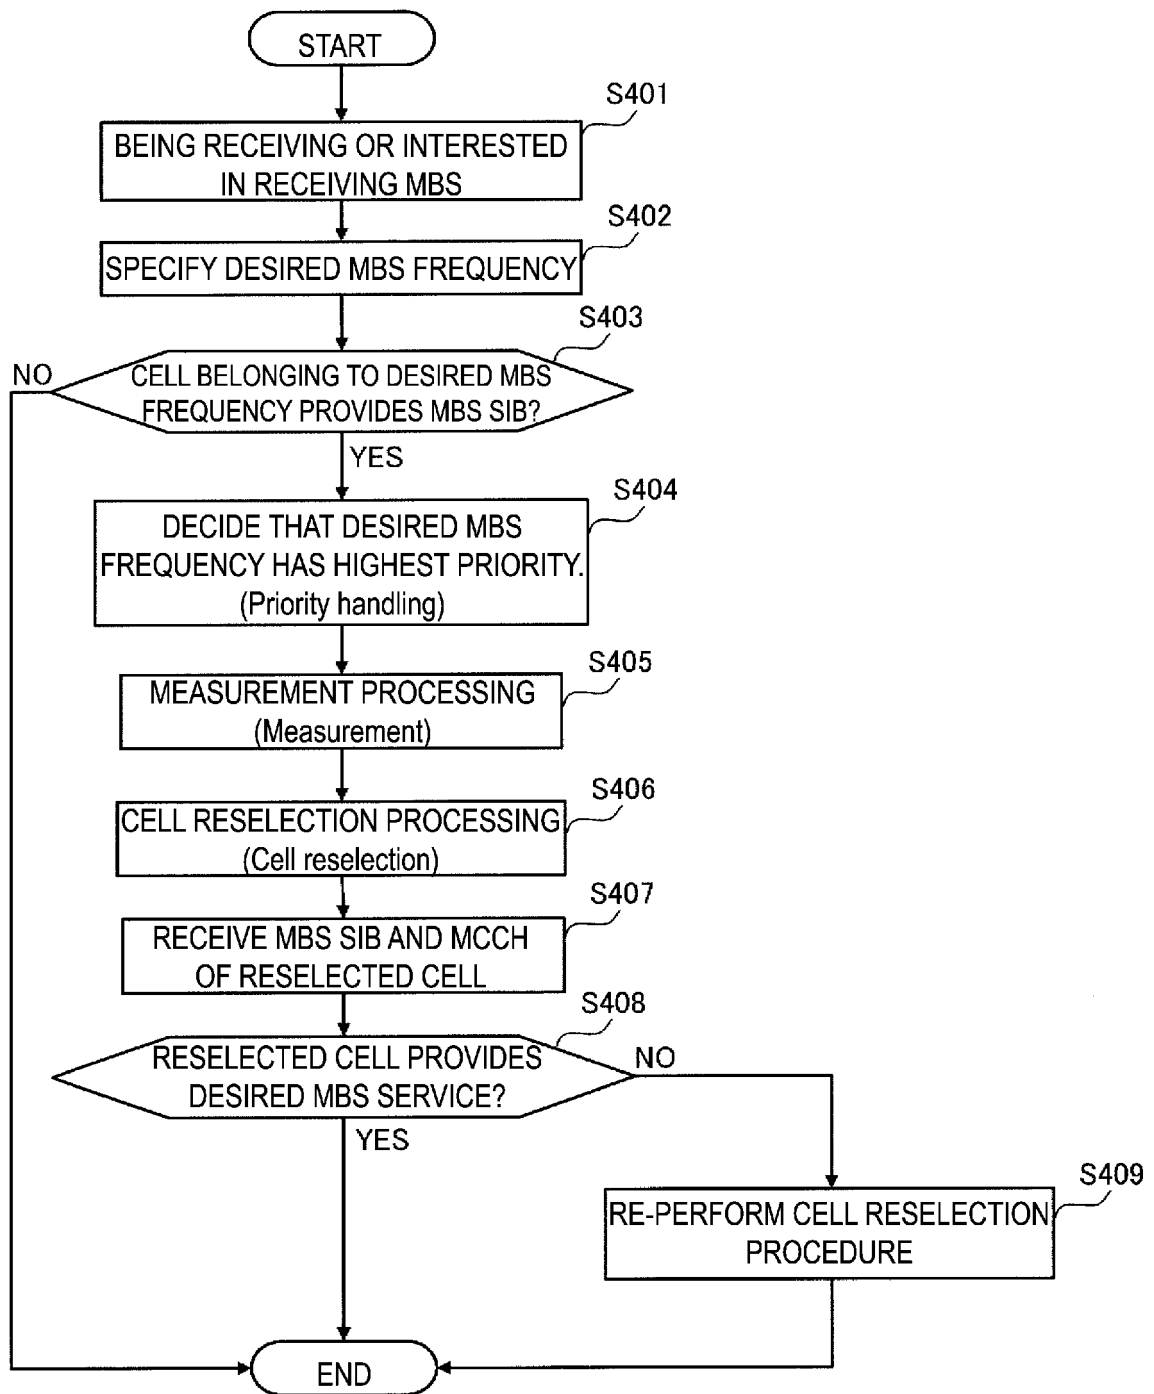 START
S401
BEING RECEIVING OR INTERESTED
IN RECEIVING MBS
S402
SPECIFY DESIRED MBS FREQUENCY
S403
NO
CELL BELONGING TO DESIRED MBS
FREQUENCY PROVIDES MBS SIB?
YES
S404
DECIDE THAT DESIRED MBS
FREQUENCY HAS HIGHEST PRIORITY.
(Priority handling)
S405
MEASUREMENT PROCESSING
(Measurement)
S406
CELL RESELECTION PROCESSING
(Cell reselection)
S407
RECEIVE MBS SIB AND MCCH
OF RESELECTED CELL
S408
RESELECTED CELL PROVIDES
DESIRED MBS SERVICE?
NO
YES
S409
RE-PERFORM CELL RESELECTION
PROCEDURE
END